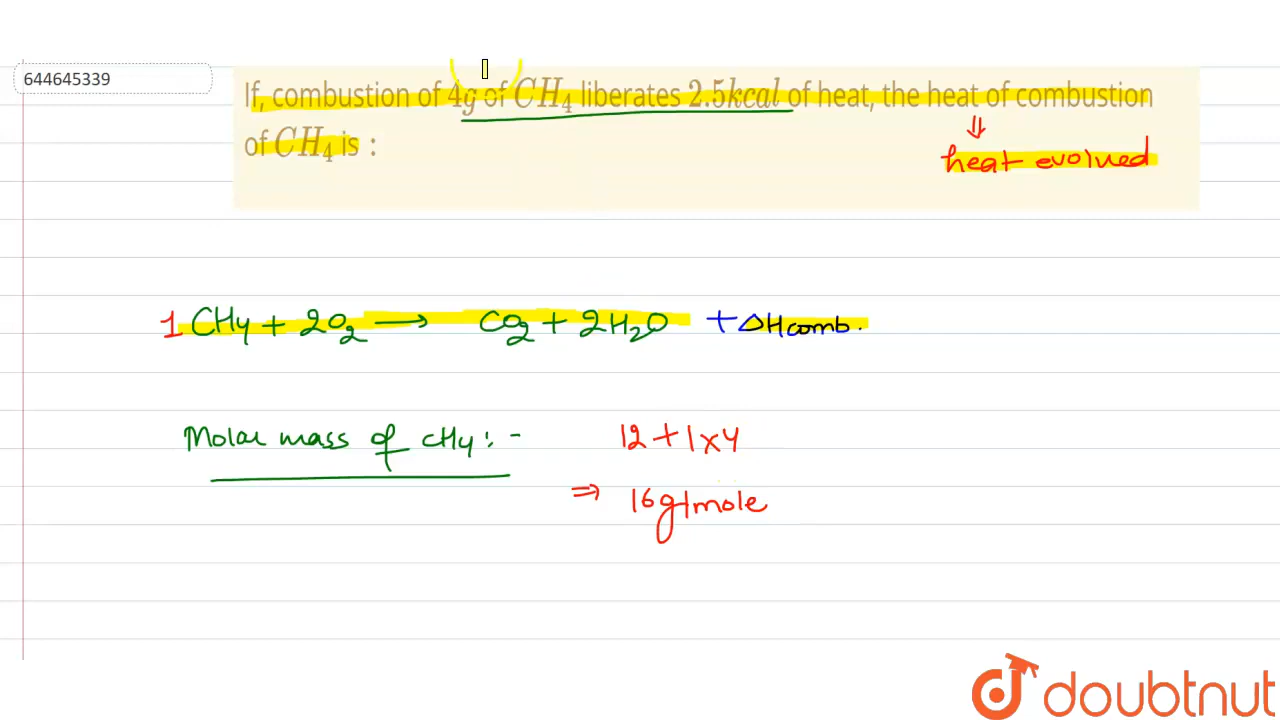 644645339
If, combustion of 4g of CH₄ liberates 2.5kcal of heat, the heat of combustion
of CH₄ is :
⇓
heat evolved
1 CH4 + 2O₂ → CO₂ + 2H₂O + ΔHcomb.
Molar mass of CH4 : - 12 + 1 x 4
⇒ 16g/mole
doubtnut